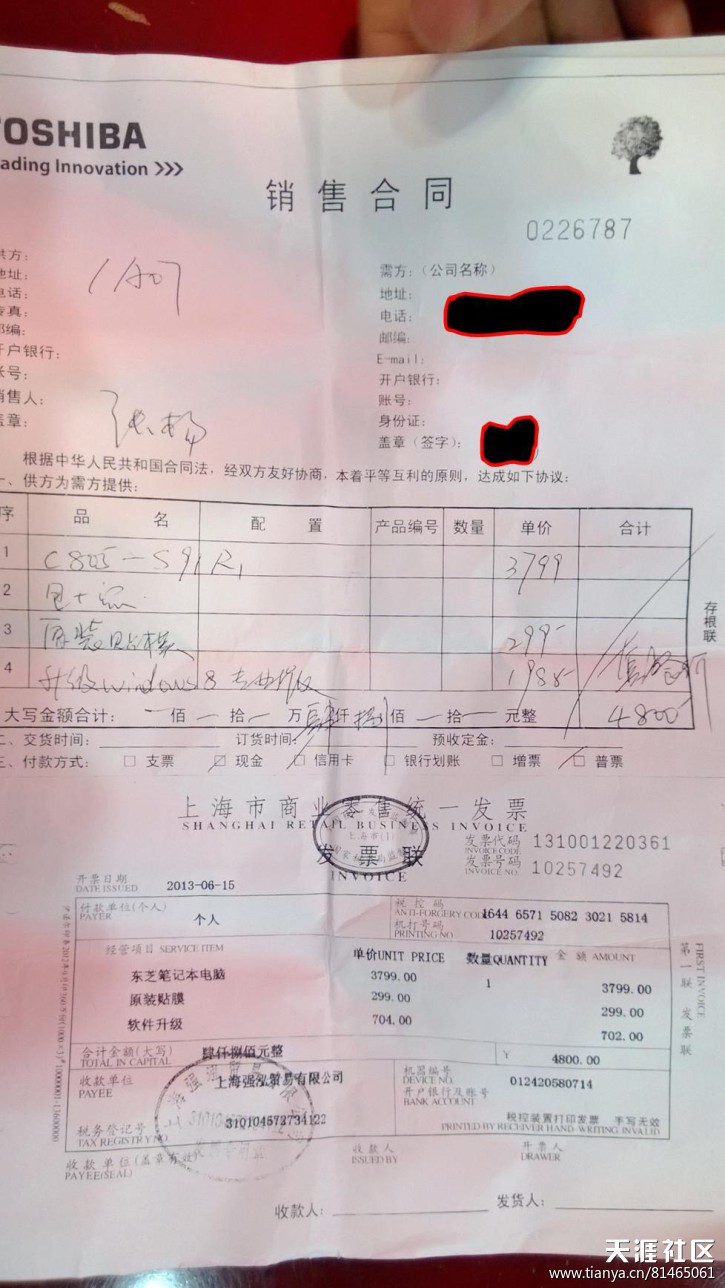 TOSHIBA
ading Innovation >>>
销售合同
0226787
供方：
地址：
电话：
传真：
邮编：
开户银行：
帐号：
销售人：张杨
盖章：
需方：（公司名称）
地址：
电话：
邮编：
E-mail：
开户银行：
账号：
身份证：
盖章（签字）：
根据中华人民共和国合同法，经双方友好协商，本着平等互利的原则，达成如下协议：
一、供方为需方提供：
序 品 名 配 置 产品编号 数量 单价 合计
1 C805-S91R1 3799
2
3 原装贴膜 299-
4 升级windows8专业版 4800
大写金额合计： 佰 拾 万 肆仟捌佰 拾 元整
存根联
二、交货时间： 订货时间： 预收定金：
三、付款方式： □ 支票 □ 现金 □ 信用卡 □ 银行划账 □ 增票 □ 普票
上海市商业零售统一发票
SHANGHAI RETAIL BUSINESS INVOICE
发票联
INVOICE
发票代码 131001220361
INVOICE CODE
发票号码 10257492
INVOICE NO
开票日期
DATE ISSUED 2013-06-15
付款单位(个人)
PAYER 个人
税控码
ANTI-FORGERY CODE 1644 6571 5082 3021 5814
机打号码
PRINTING NO 10257492
经营项目 SERVICE ITEM 单价UNIT PRICE 数量QUANTITY 金额 AMOUNT
东芝笔记本电脑 3799.00 1 3799.00
原装贴膜 299.00 299.00
软件升级 704.00 702.00
合计金额(大写) 肆仟捌佰元整
TOTAL IN CAPITAL ￥ 4800.00
收款单位 上海强泓贸易有限公司
PAYEE
机器编号
DEVICE NO 012420580714
开户银行及账号
BANK ACCOUNT
税务登记号 310104572734122
TAX REGISTRY NO
税控装置打印发票 手写无效
PRINTED BY RECEIVER HAND-WRITING INVALID
收款单位(盖章有效)
PAYEE(SEAL)
收款人
ISSUED BY
开票人
DRAWER
第一联 发票联
FIRST INVOICE
收款人： 发货人：
天涯社区
www.tianya.cn/81465061